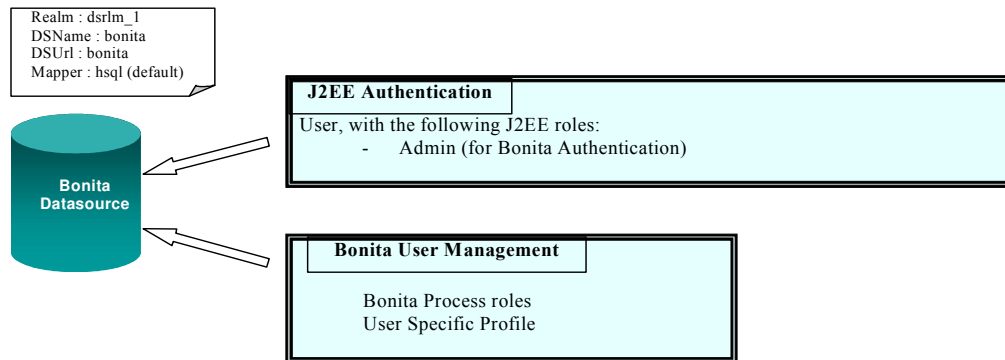 Realm : dsrlm_1
DSName : bonita
DSUrl : bonita
Mapper : hsql (default)
J2EE Authentication
User, with the following J2EE roles:
- Admin (for Bonita Authentication)
Bonita
Datasource
Bonita User Management
Bonita Process roles
User Specific Profile